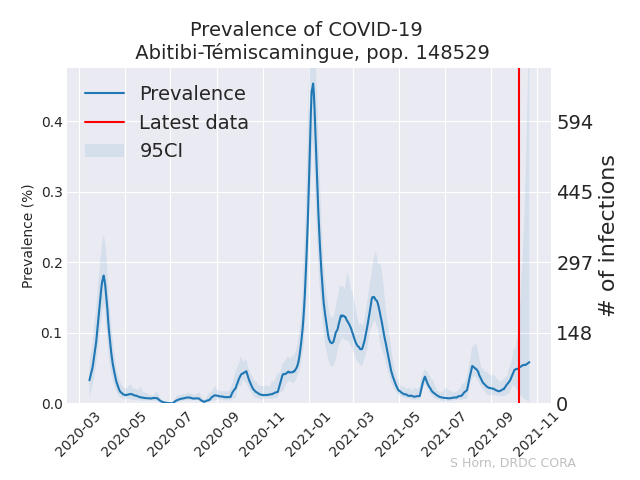 Prevalence of COVID-19
Abitibi-Témiscamingue, pop. 148529
Prevalence
Latest data
95CI
Prevalence (%)
0.4
0.3
0.2
0.1
0.0
594
445
297
148
0
# of infections
2020-03
2020-05
2020-07
2020-09
2020-11
2021-01
2021-03
2021-05
2021-07
2021-09
2021-11
S Horn, DRDC CORA